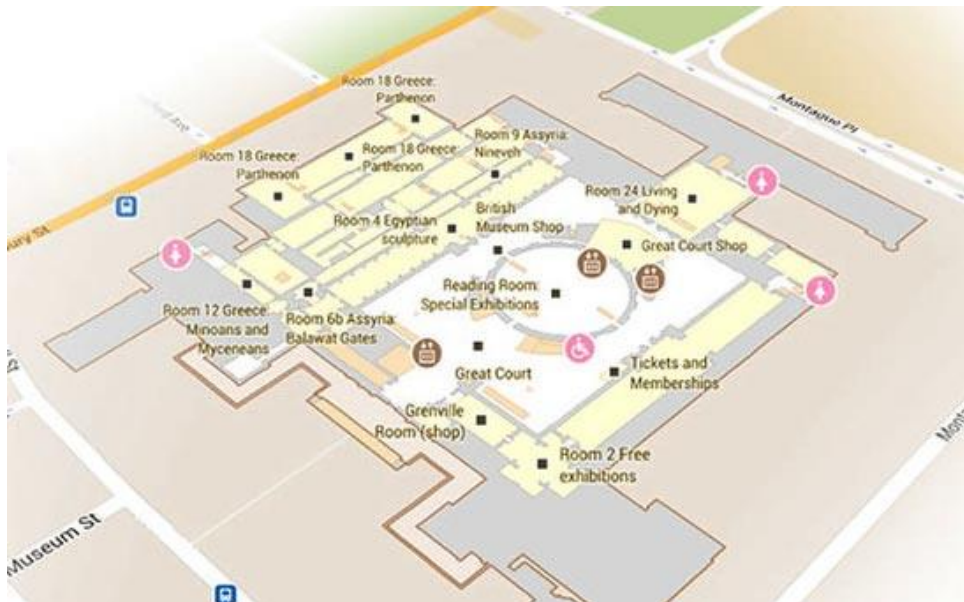 Montague Pl
Room 18 Greece:
Parthenon
Room 9 Assyria:
Nineveh
Room 18 Greece:
Parthenon
Room 18 Greece:
Parthenon
Room 24 Living
and Dying
British
Museum Shop
Room 4 Egyptian
sculpture
Great Court Shop
Reading Room:
Special Exhibitions
Room 12 Greece:
Minoans and
Myceneans
Room 6b Assyria:
Balawat Gates
Great Court
Tickets and
Memberships
Grenville
Room (shop)
Room 2 Free
exhibitions
Museum St